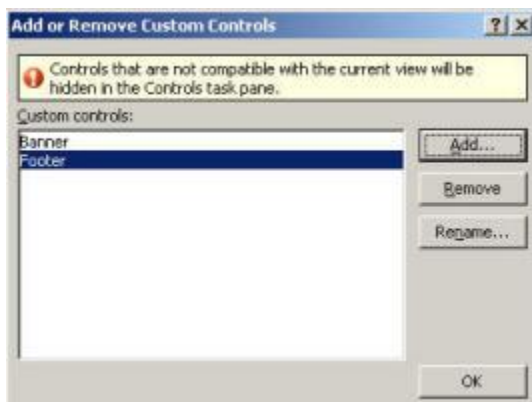 Add or Remove Custom Controls
Controls that are not compatible with the current view will be
hidden in the Controls task pane.
Custom controls:
Banner
Footer
Add...
Remove
Rename...
OK